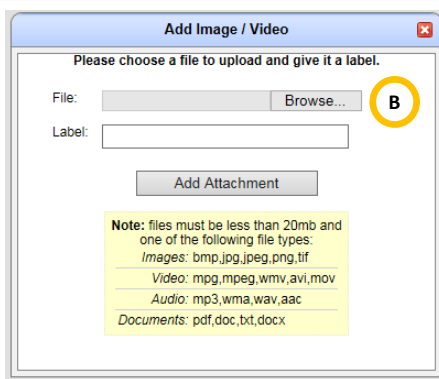 Add Image / Video
Please choose a file to upload and give it a label.
File: Browse... B
Label:
Add Attachment
Note: files must be less than 20mb and
one of the following file types:
Images: bmp,jpg,jpeg,png,tif
Video: mpg,mpeg,wmv,avi,mov
Audio: mp3,wma,wav,aac
Documents: pdf,doc,txt,docx